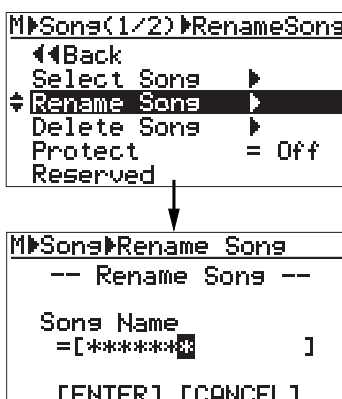 M▶Song(1/2)▶RenameSong
◀◀Back
Select Song ▶
Rename Song ▶
Delete Song ▶
Protect = Off
Reserved
M▶Song▶Rename Song
-- Rename Song --
Song Name
=[******* ]
[ENTER] [CANCEL]